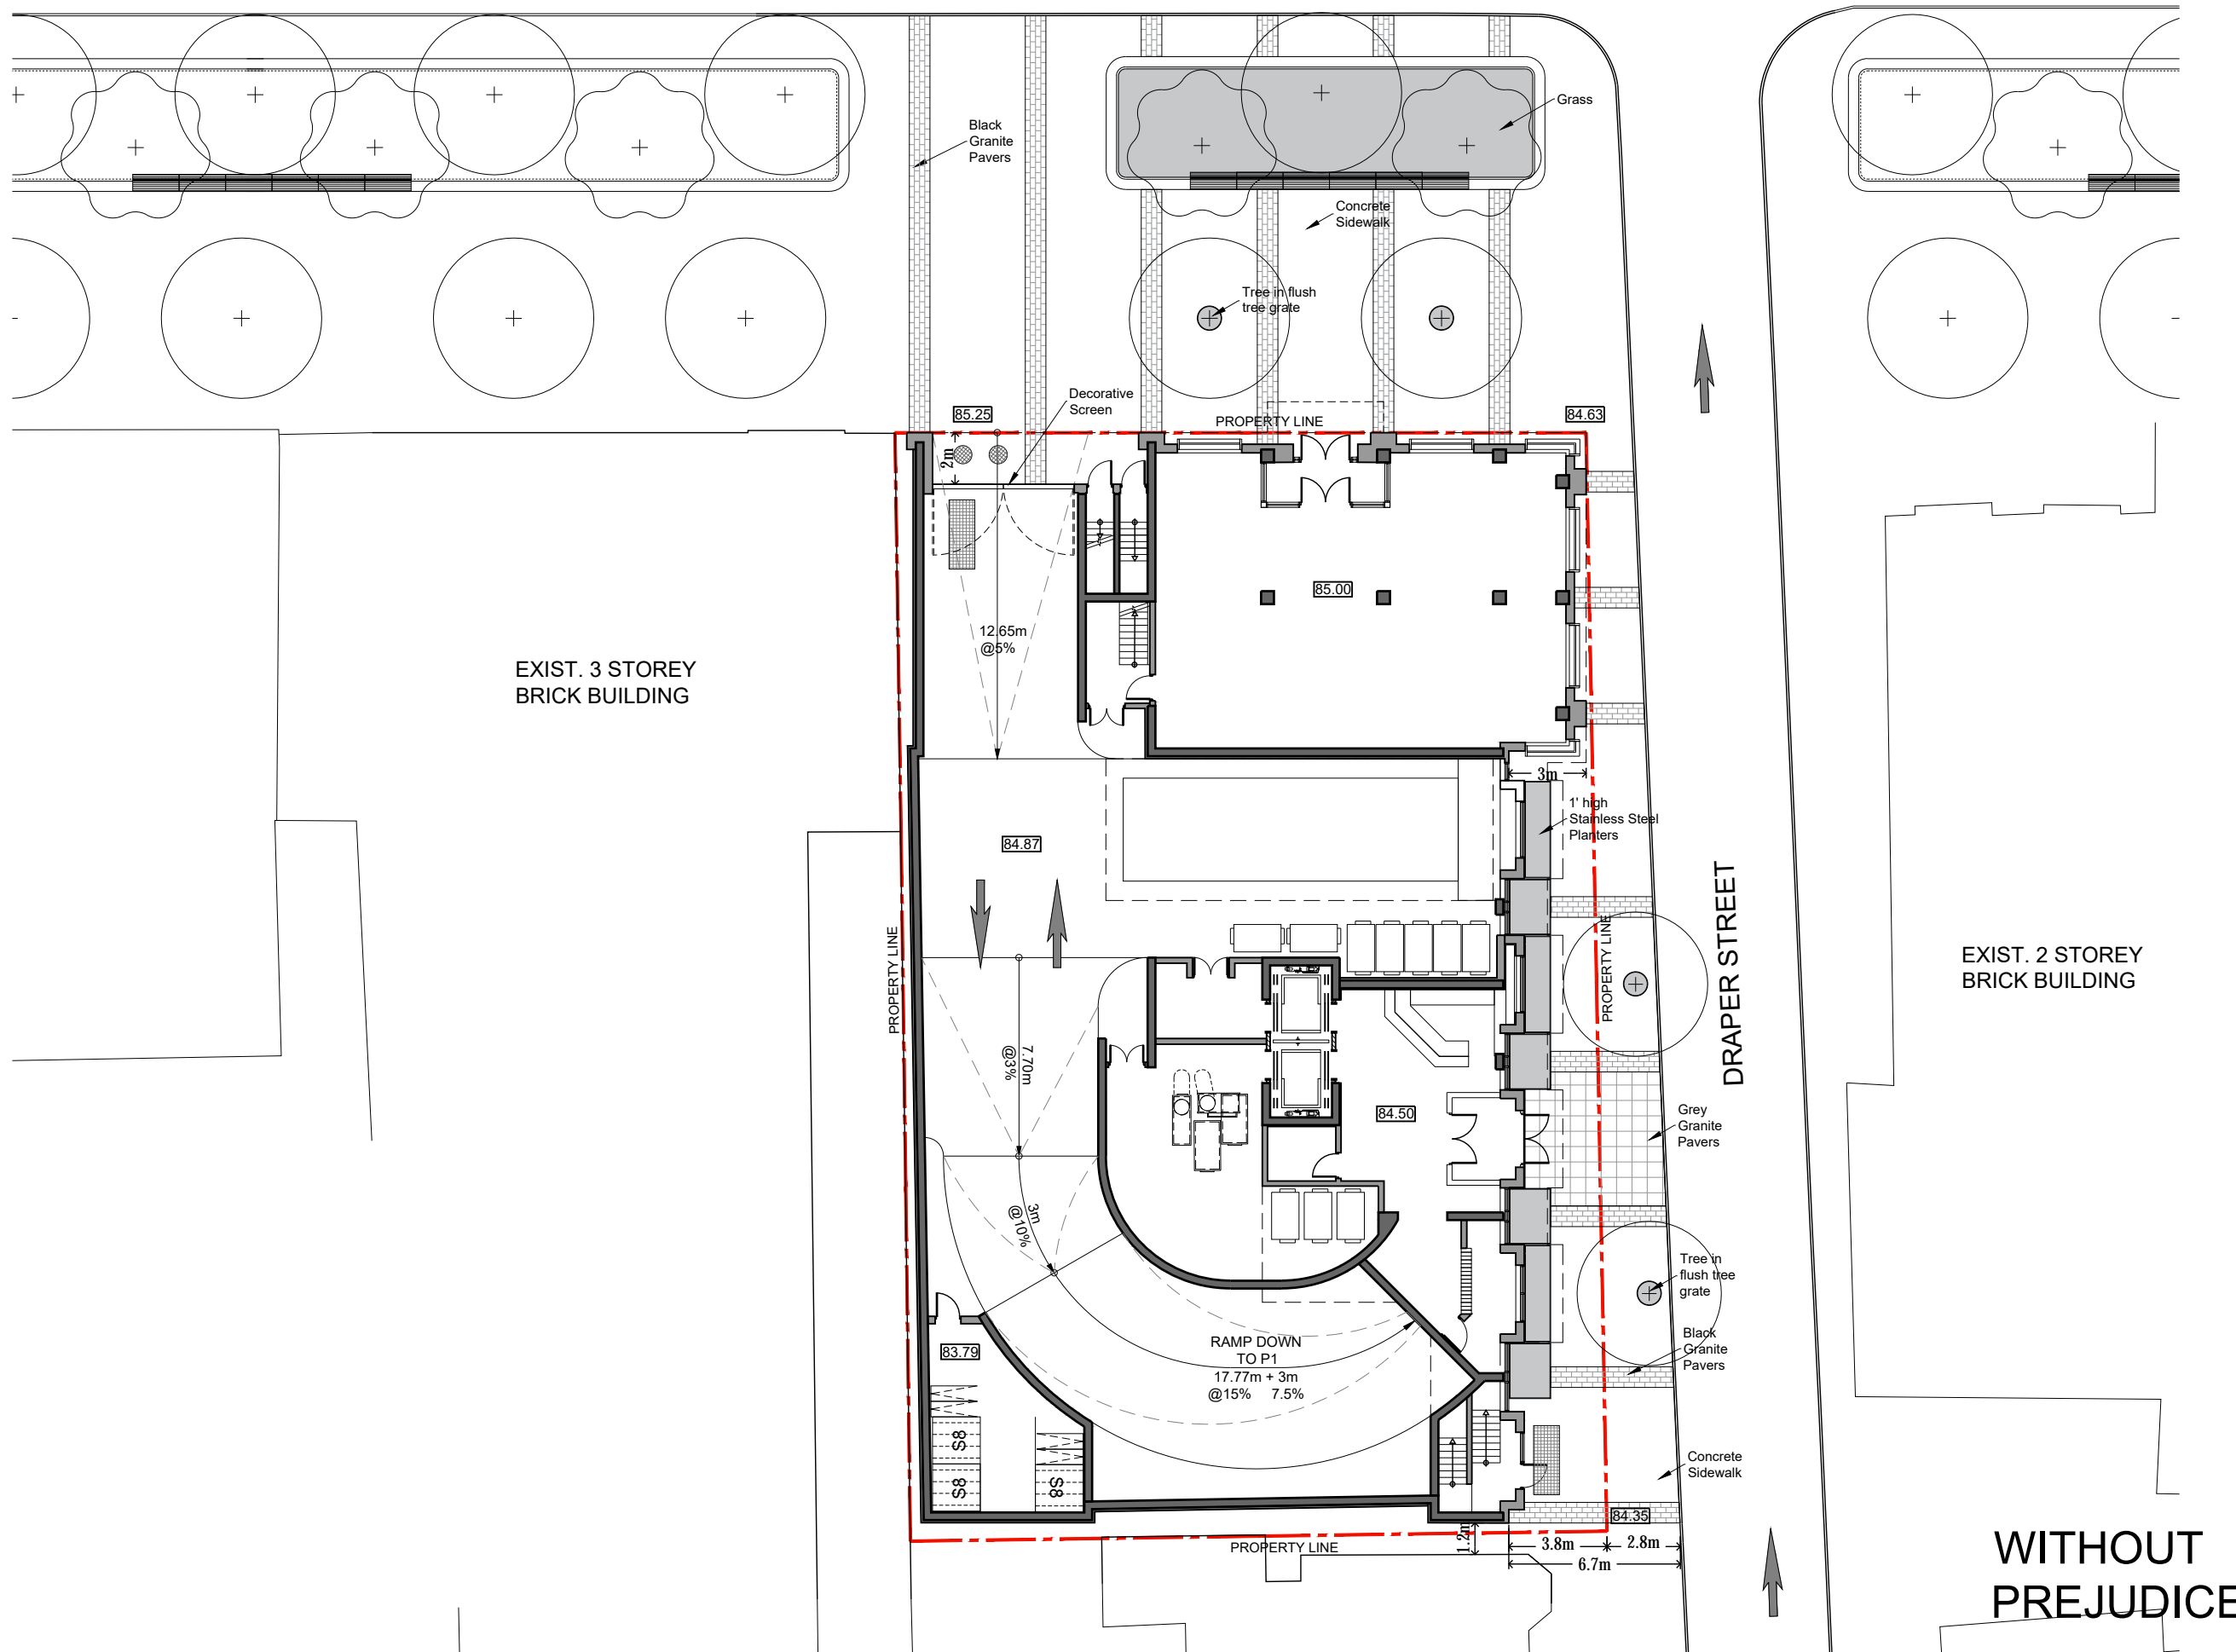 Black
Granite
Pavers
Grass
Concrete
Sidewalk
Tree in flush
tree grate
Decorative
Screen
85.25
PROPERTY LINE
84.63
2m
85.00
12.65m
@5%
EXIST. 3 STOREY
BRICK BUILDING
3m
1' high
Stainless Steel
Planters
84.87
DRAPER STREET
PROPERTY LINE
PROPERTY LINE
EXIST. 2 STOREY
BRICK BUILDING
7.70m
@3%
84.50
Grey
Granite
Pavers
3m
@10%
Tree in
flush tree
grate
RAMP DOWN
TO P1
17.77m + 3m
@15% 7.5%
83.79
Black
Granite
Pavers
S8
S8
S8
Concrete
Sidewalk
84.35
1.2m
PROPERTY LINE
3.8m
2.8m
6.7m
WITHOUT
PREJUDICE